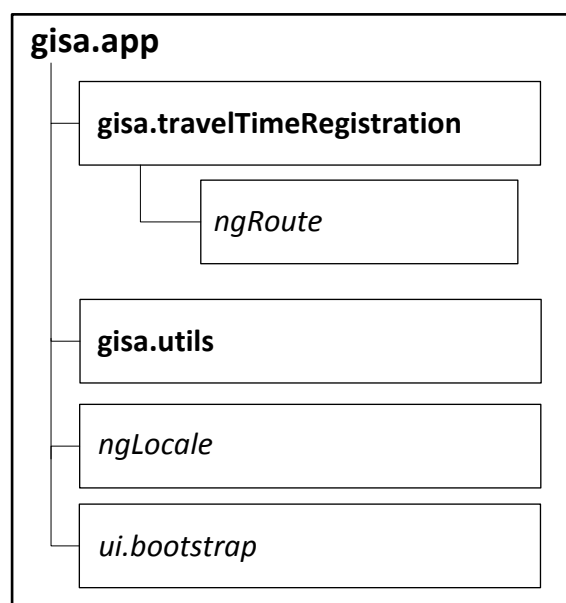 gisa.app
gisa.travelTimeRegistration
ngRoute
gisa.utils
ngLocale
ui.bootstrap